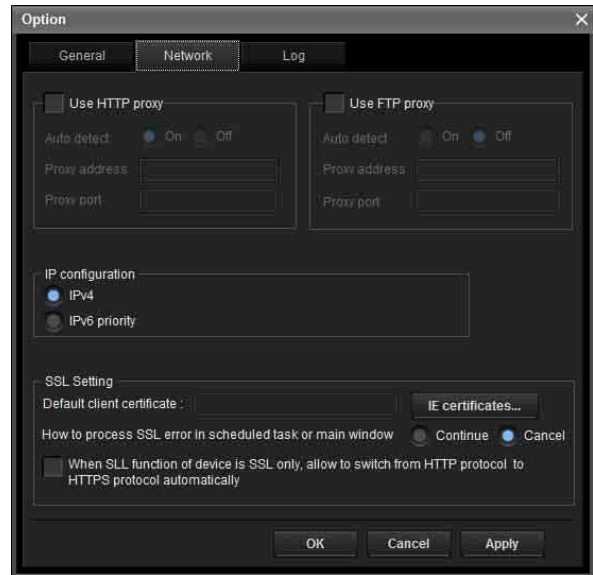 Option
General Network Log
Use HTTP proxy
Auto detect On Off
Proxy address
Proxy port
Use FTP proxy
Auto detect On Off
Proxy address
Proxy port
IP configuration
IPv4
IPv6 priority
SSL Setting
Default client certificate :
IE certificates...
How to process SSL error in scheduled task or main window Continue Cancel
When SLL function of device is SSL only, allow to switch from HTTP protocol to
HTTPS protocol automatically
OK Cancel Apply